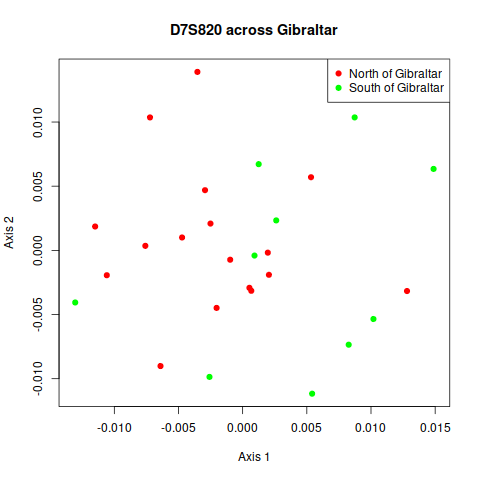 D7S820 across Gibraltar
North of Gibraltar
South of Gibraltar
Axis 2
0.010
0.005
0.000
-0.005
-0.010
-0.010 -0.005 0.000 0.005 0.010 0.015
Axis 1